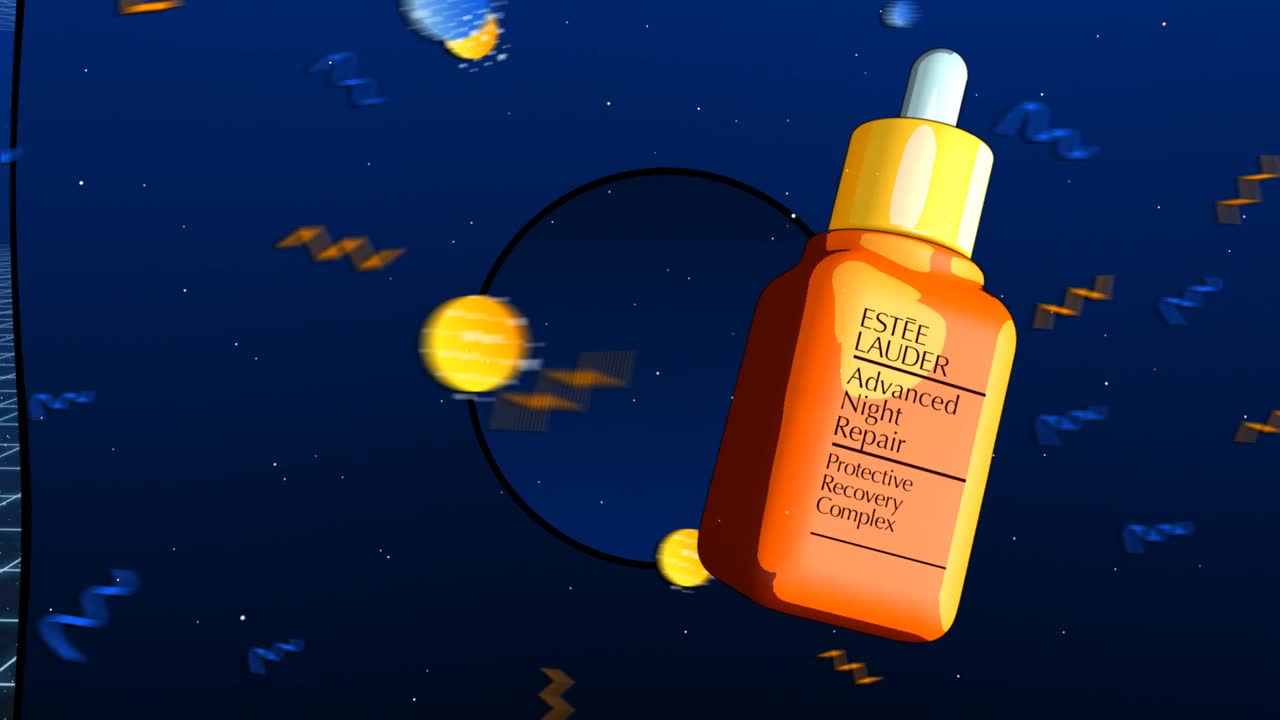 ESTĒE
LAUDER
Advanced
Night
Repair
Protective
Recovery
Complex